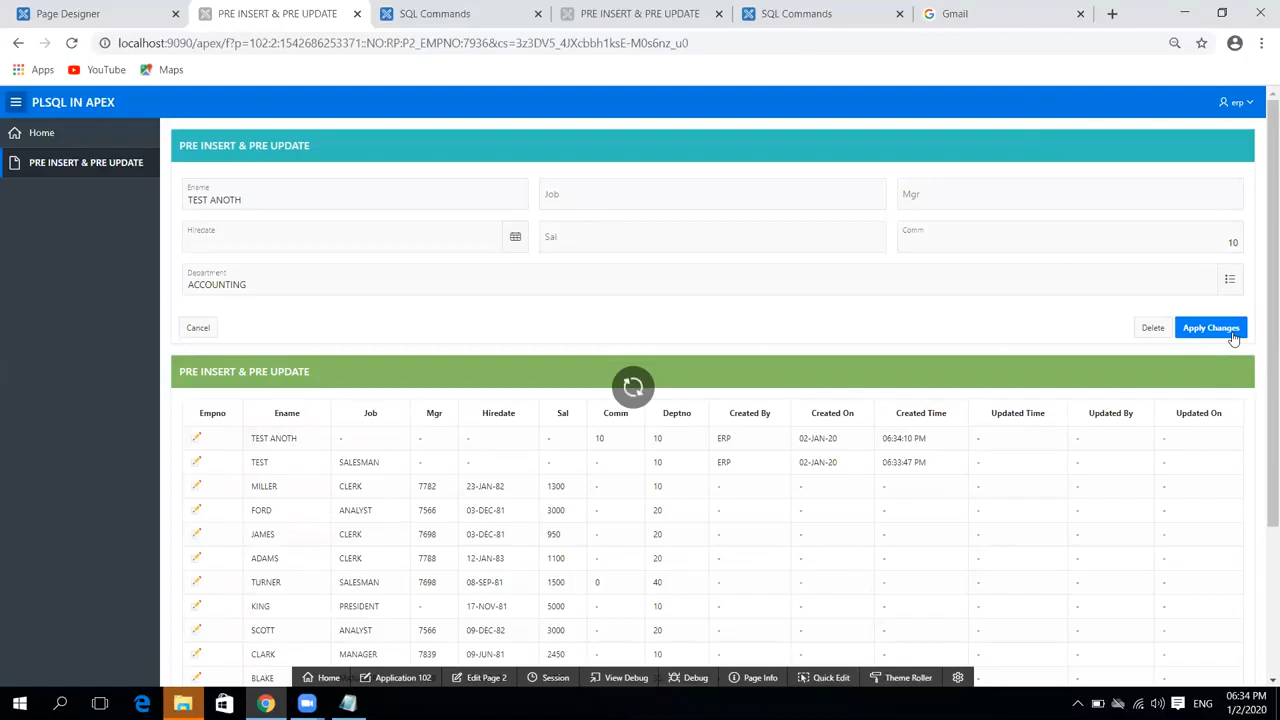 Page Designer
PRE INSERT & PRE UPDATE
SQL Commands
PRE INSERT & PRE UPDATE
SQL Commands
Gmail
localhost:9090/apex/f?p=102:2:1542686253371::NO:RP:P2_EMPNO:7936&cs=3z3DV5_4JXcbbh1ksE-M0s6nz_u0
Apps
YouTube
Maps
PLSQL IN APEX
erp
Home
PRE INSERT & PRE UPDATE
PRE INSERT & PRE UPDATE
Ename
TEST ANOTH
Job
Mgr
Hiredate
Sal
Comm
10
Department
ACCOUNTING
Cancel
Delete
Apply Changes
PRE INSERT & PRE UPDATE
Empno Ename Job Mgr Hiredate Sal Comm Deptno Created By Created On Created Time Updated Time Updated By Updated On
TEST ANOTH - - - - 10 10 ERP 02-JAN-20 06:34:10 PM - - -
TEST SALESMAN - - - - 10 ERP 02-JAN-20 06:33:47 PM - - -
MILLER CLERK 7782 23-JAN-82 1300 - 10 - - - - - -
FORD ANALYST 7566 03-DEC-81 3000 - 20 - - - - - -
JAMES CLERK 7698 03-DEC-81 950 - 20 - - - - - -
ADAMS CLERK 7788 12-JAN-83 1100 - 20 - - - - - -
TURNER SALESMAN 7698 08-SEP-81 1500 0 40 - - - - - -
KING PRESIDENT - 17-NOV-81 5000 - 10 - - - - - -
SCOTT ANALYST 7566 09-DEC-82 3000 - 20 - - - - - -
CLARK MANAGER 7839 09-JUN-81 2450 - 10 - - - - - -
BLAKE
Home
Application 102
Edit Page 2
Session
View Debug
Debug
Page Info
Quick Edit
Theme Roller
ENG
06:34 PM
1/2/2020